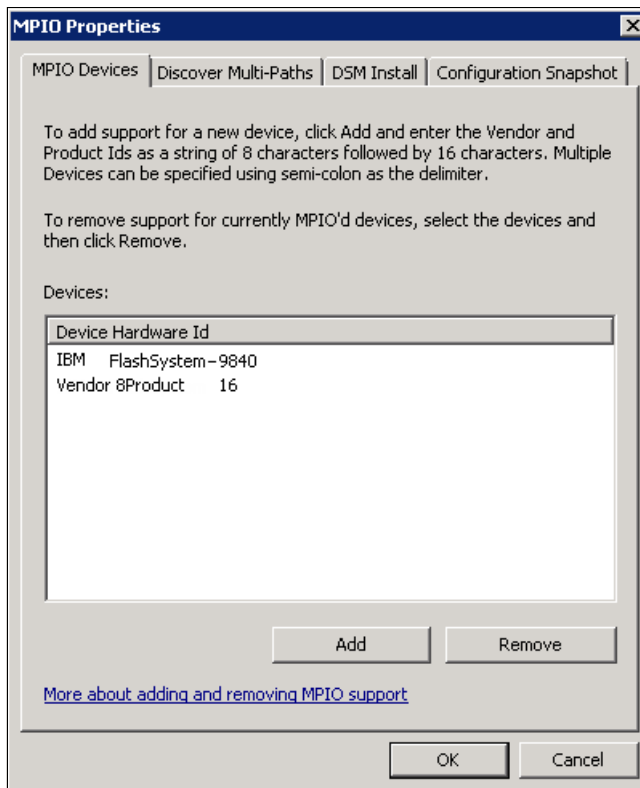 MPIO Properties
MPIO Devices
Discover Multi-Paths
DSM Install
Configuration Snapshot
To add support for a new device, click Add and enter the Vendor and
Product Ids as a string of 8 characters followed by 16 characters. Multiple
Devices can be specified using semi-colon as the delimiter.
To remove support for currently MPIO'd devices, select the devices and
then click Remove.
Devices:
Device Hardware Id
IBM     FlashSystem-9840
Vendor 8Product       16
Add
Remove
More about adding and removing MPIO support
OK
Cancel